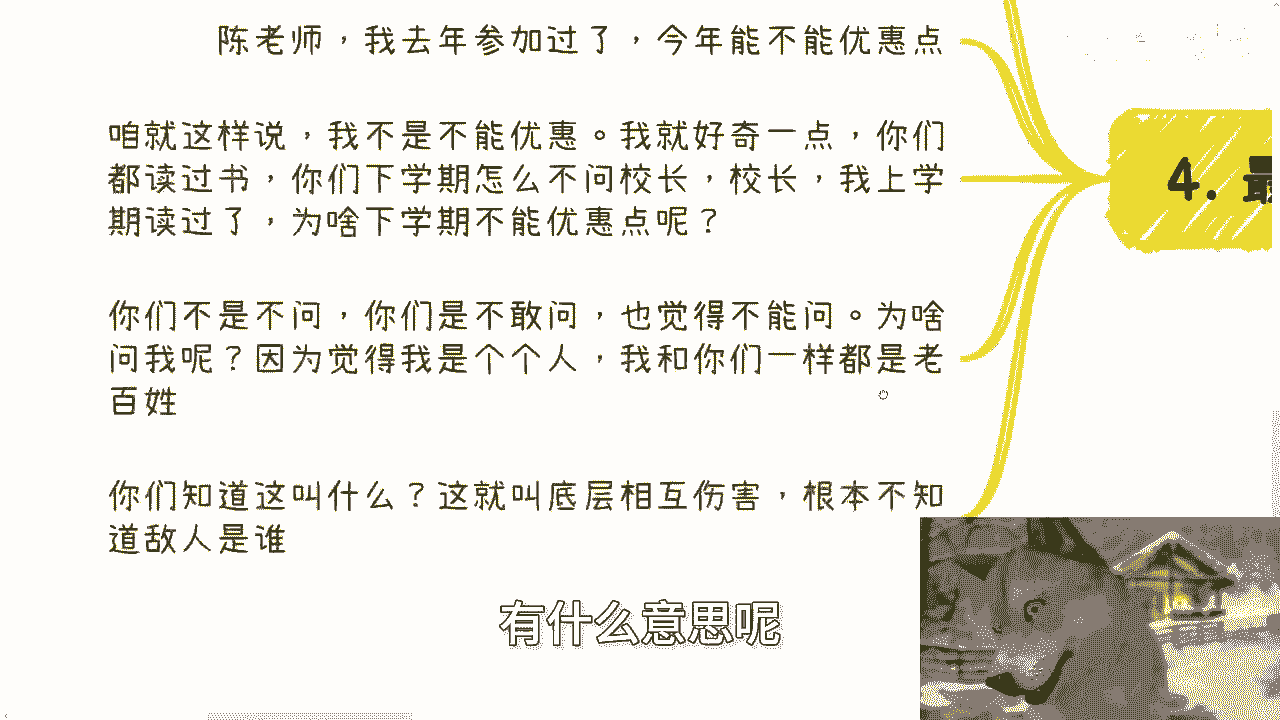 陈老师，我去年参加过了，今年能不能优惠点
咱就这样说，我不是不能优惠。我就好奇一点，你们
都读过书，你们下学期怎么不问校长，校长，我上学
期读过了，为啥下学期不能优惠点呢？
你们不是不问，你们是不敢问，也觉得不能问。为啥
问我呢？因为觉得我是个个人，我和你们一样都是老
百姓
你们知道这叫什么？这就叫底层相互伤害，根本不知
道敌人是谁
4. 最
有什么意思呢